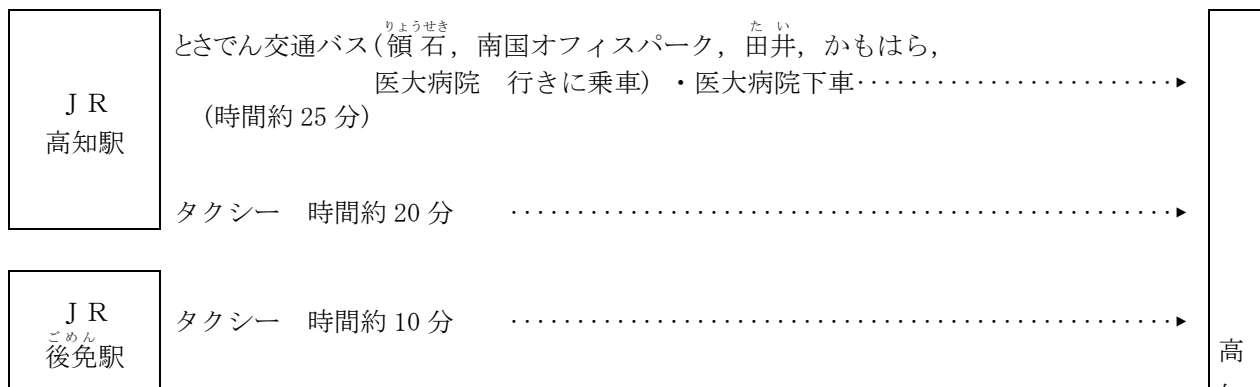 ＪＲ
高知駅
とさでん交通バス（領石，南国オフィスパーク，田井，かもはら，
りょうせき
たい
医大病院　行きに乗車）・医大病院下車
（時間約 25 分）
タクシー　時間約 20 分
ＪＲ
ごめん
後免駅
タクシー　時間約 10 分
高